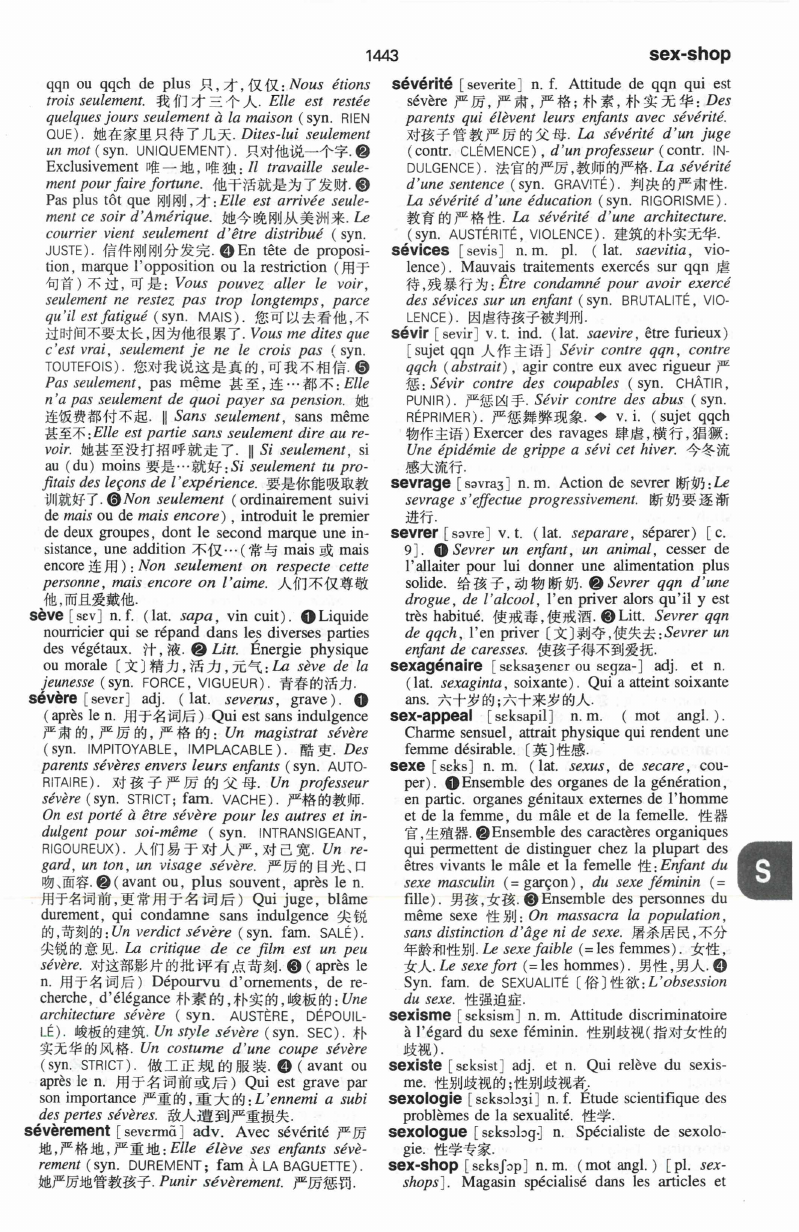 1443
sex-shop
qqn ou qqch de plus 只,才,仅仅: Nous étions
trois seulement. 我们才三个人. Elle est restée
quelques jours seulement à la maison (syn. RIEN
QUE). 她在家里只待了几天. Dites-lui seulement
un mot (syn. UNIQUEMENT). 只对他说一个字. ❷
Exclusivement 唯一地,唯独: Il travaille seule-
ment pour faire fortune. 他干活就是为了发财. ❸
Pas plus tôt que 刚刚,才: Elle est arrivée seule-
ment ce soir d'Amérique. 她今晚刚从美洲来. Le
courrier vient seulement d'être distribué (syn.
JUSTE). 信件刚刚分发完. ❹ En tête de proposi-
tion, marque l'opposition ou la restriction (用于
句首) 不过,可是: Vous pouvez aller le voir,
seulement ne restez pas trop longtemps, parce
qu'il est fatigué (syn. MAIS). 您可以去看他,不
过时间不要太长,因为他很累了. Vous me dites que
c'est vrai, seulement je ne le crois pas (syn.
TOUTEFOIS). 您对我说这是真的,可我不相信. ❺
Pas seulement, pas même 甚至,连…都不: Elle
n'a pas seulement de quoi payer sa pension. 她
连饭费都付不起. ‖ Sans seulement, sans même
甚至不: Elle est partie sans seulement dire au re-
voir. 她甚至没打招呼就走了. ‖ Si seulement, si
au (du) moins 要是…就好: Si seulement tu pro-
fitais des leçons de l'expérience. 要是你能吸取教
训就好了. ❻ Non seulement (ordinairement suivi
de mais ou de mais encore), introduit le premier
de deux groupes, dont le second marque une in-
sistance, une addition 不仅…(常与 mais 或 mais
encore 连用): Non seulement on respecte cette
personne, mais encore on l'aime. 人们不仅尊敬
他,而且爱戴他.
sève [sɛv] n. f. (lat. sapa, vin cuit). ❶ Liquide
nourricier qui se répand dans les diverses parties
des végétaux. 汁,液. ❷ Litt. Énergie physique
ou morale 〔文〕精力,活力,元气: La sève de la
jeunesse (syn. FORCE, VIGUEUR). 青春的活力.
sévère [sevɛr] adj. (lat. severus, grave). ❶
(après le n. 用于名词后) Qui est sans indulgence
严肃的,严厉的,严格的: Un magistrat sévère
(syn. IMPITOYABLE, IMPLACABLE). 酷吏. Des
parents sévères envers leurs enfants (syn. AUTO-
RITAIRE). 对孩子严厉的父母. Un professeur
sévère (syn. STRICT; fam. VACHE). 严格的教师.
On est porté à être sévère pour les autres et in-
dulgent pour soi-même (syn. INTRANSIGEANT,
RIGOUREUX). 人们易于对人严,对己宽. Un re-
gard, un ton, un visage sévère. 严厉的目光、口
吻、面容. ❷ (avant ou, plus souvent, après le n.
用于名词前,更常用于名词后) Qui juge, blâme
durement, qui condamne sans indulgence 尖锐
的,苛刻的: Un verdict sévère (syn. fam. SALÉ).
尖锐的意见. La critique de ce film est un peu
sévère. 对这部影片的批评有点苛刻. ❸ (après le
n. 用于名词后) Dépourvu d'ornements, de re-
cherche, d'élégance 朴素的,朴实的,峻板的: Une
architecture sévère (syn. AUSTÈRE, DÉPOUIL-
LÉ). 峻板的建筑. Un style sévère (syn. SEC). 朴
实无华的风格. Un costume d'une coupe sévère
(syn. STRICT). 做工正规的服装. ❹ (avant ou
après le n. 用于名词前或后) Qui est grave par
son importance 严重的,重大的: L'ennemi a subi
des pertes sévères. 敌人遭到严重损失.
sévèrement [sevɛrmɑ̃] adv. Avec sévérité 严厉
地,严格地,严重地: Elle élève ses enfants sévè-
rement (syn. DUREMENT; fam À LA BAGUETTE).
她严厉地管教孩子. Punir sévèrement. 严厉惩罚.
sévérité [severite] n. f. Attitude de qqn qui est
sévère 严厉,严肃,严格;朴素,朴实无华: Des
parents qui élèvent leurs enfants avec sévérité.
对孩子管教严厉的父母. La sévérité d'un juge
(contr. CLÉMENCE), d'un professeur (contr. IN-
DULGENCE). 法官的严厉,教师的严格. La sévérité
d'une sentence (syn. GRAVITÉ). 判决的严肃性.
La sévérité d'une éducation (syn. RIGORISME).
教育的严格性. La sévérité d'une architecture.
(syn. AUSTÉRITÉ, VIOLENCE). 建筑的朴实无华.
sévices [sevis] n. m. pl. (lat. saevitia, vio-
lence). Mauvais traitements exercés sur qqn 虐
待,残暴行为: Être condamné pour avoir exercé
des sévices sur un enfant (syn. BRUTALITÉ, VIO-
LENCE). 因虐待孩子被判刑.
sévir [sevir] v. t. ind. (lat. saevire, être furieux)
[sujet qqn 人作主语] Sévir contre qqn, contre
qqch (abstrait), agir contre eux avec rigueur 严
惩: Sévir contre des coupables (syn. CHÂTIR,
PUNIR). 严惩凶手. Sévir contre des abus (syn.
RÉPRIMER). 严惩舞弊现象. ◆ v. i. (sujet qqch
物作主语) Exercer des ravages 肆虐,横行,猖獗:
Une épidémie de grippe a sévi cet hiver. 今冬流
感大流行.
sevrage [səvraʒ] n. m. Action de sevrer 断奶: Le
sevrage s'effectue progressivement. 断奶要逐渐
进行.
sevrer [səvre] v. t. (lat. separare, séparer) [c.
9]. ❶ Sevrer un enfant, un animal, cesser de
l'allaiter pour lui donner une alimentation plus
solide. 给孩子,动物断奶. ❷ Sevrer qqn d'une
drogue, de l'alcool, l'en priver alors qu'il y est
très habitué. 使戒毒,使戒酒. ❸ Litt. Sevrer qqn
de qqch, l'en priver 〔文〕剥夺,使失去: Sevrer un
enfant de caresses. 使孩子得不到爱抚.
sexagénaire [sɛksaʒenɛr ou sɛgza-] adj. et n.
(lat. sexaginta, soixante). Qui a atteint soixante
ans. 六十岁的;六十来岁的人.
sex-appeal [sɛksapil] n. m. (mot angl.).
Charme sensuel, attrait physique qui rendent une
femme désirable. 〔英〕性感.
sexe [sɛks] n. m. (lat. sexus, de secare, cou-
per). ❶ Ensemble des organes de la génération,
en partic. organes génitaux externes de l'homme
et de la femme, du mâle et de la femelle. 性器
官,生殖器. ❷ Ensemble des caractères organiques
qui permettent de distinguer chez la plupart des
êtres vivants le mâle et la femelle 性: Enfant du
sexe masculin (= garçon), du sexe féminin (=
fille). 男孩,女孩. ❸ Ensemble des personnes du
même sexe 性别: On massacra la population,
sans distinction d'âge ni de sexe. 屠杀居民,不分
年龄和性别. Le sexe faible (= les femmes). 女性,
女人. Le sexe fort (= les hommes). 男性,男人. ❹
Syn. fam. de SEXUALITÉ 〔俗〕性欲: L'obsession
du sexe. 性强迫症.
sexisme [sɛksism] n. m. Attitude discriminatoire
à l'égard du sexe féminin. 性别歧视(指对女性的
歧视).
sexiste [sɛksist] adj. et n. Qui relève du sexis-
me. 性别歧视的;性别歧视者.
sexologie [sɛksɔlɔʒi] n. f. Étude scientifique des
problèmes de la sexualité. 性学.
sexologue [sɛksɔlɔg-] n. Spécialiste de sexolo-
gie. 性学专家.
sex-shop [sɛksʃɔp] n. m. (mot angl.) [pl. sex-
shops]. Magasin spécialisé dans les articles et
S